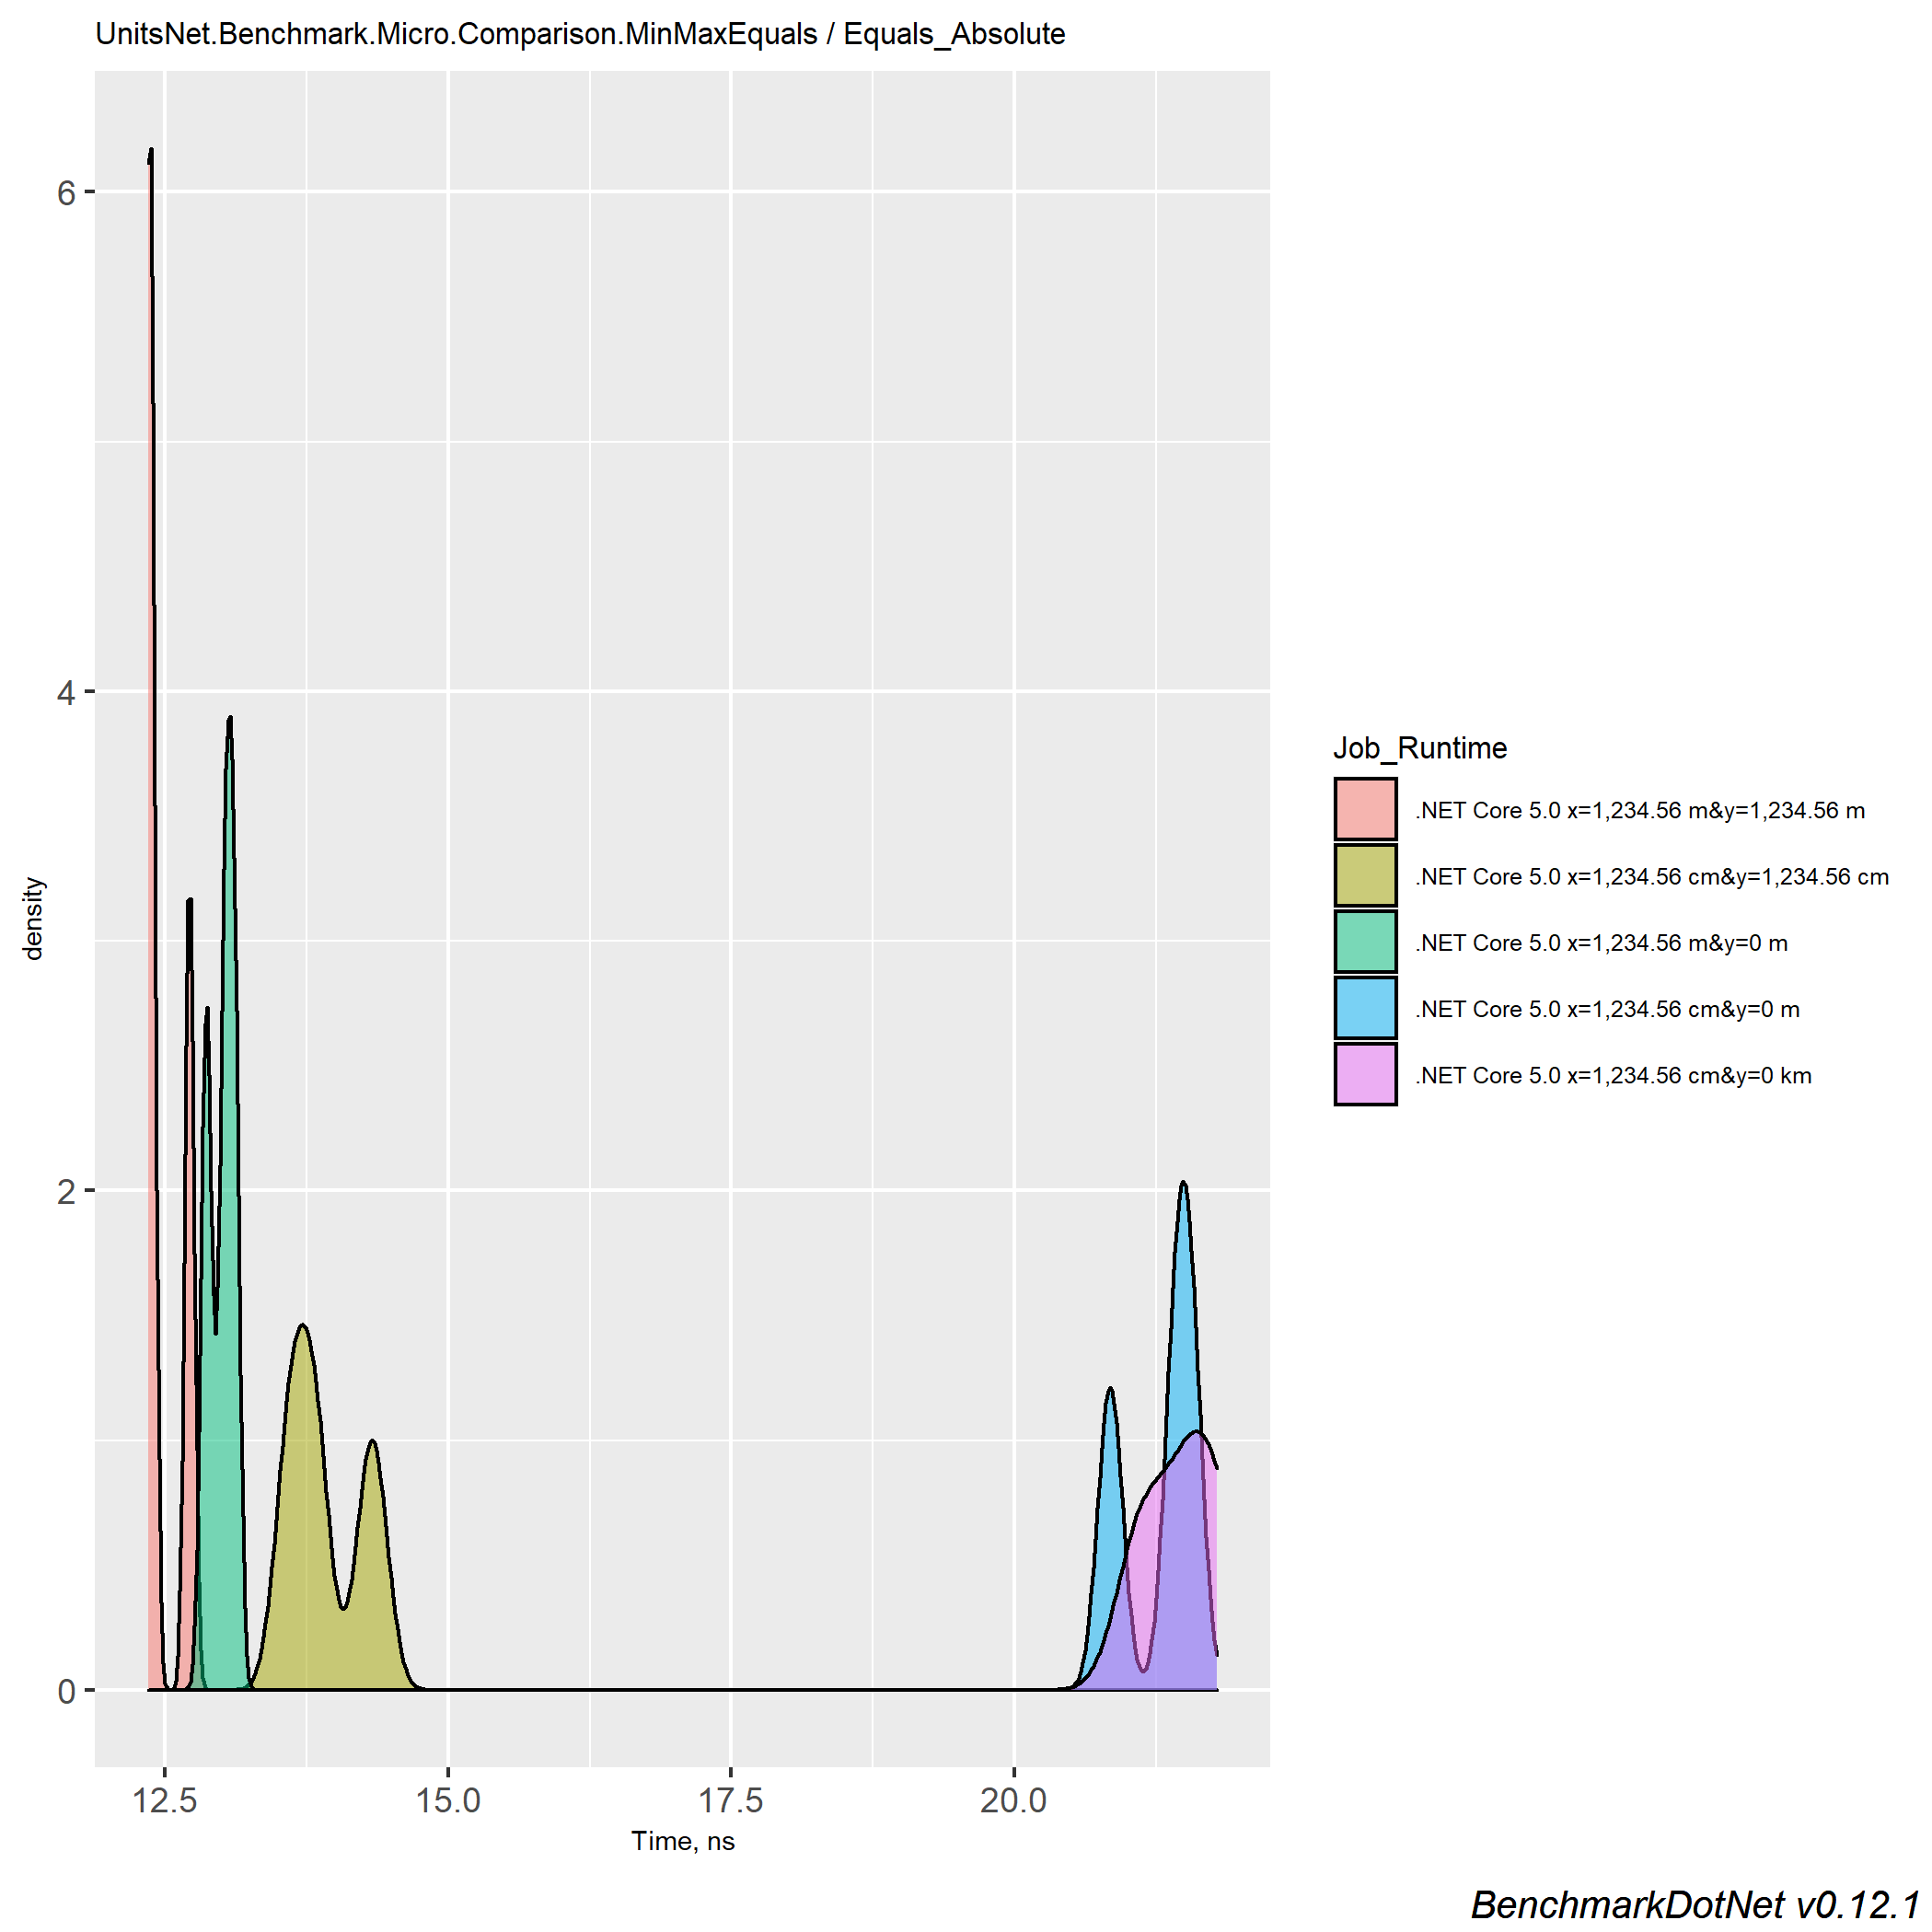 UnitsNet.Benchmark.Micro.Comparison.MinMaxEquals / Equals_Absolute
6
4
2
0
density
12.5 15.0 17.5 20.0
Time, ns
Job_Runtime
.NET Core 5.0 x=1,234.56 m&y=1,234.56 m
.NET Core 5.0 x=1,234.56 cm&y=1,234.56 cm
.NET Core 5.0 x=1,234.56 m&y=0 m
.NET Core 5.0 x=1,234.56 cm&y=0 m
.NET Core 5.0 x=1,234.56 cm&y=0 km
BenchmarkDotNet v0.12.1